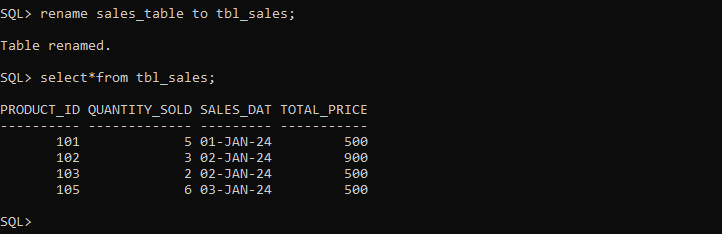 SQL> rename sales_table to tbl_sales;
Table renamed.
SQL> select*from tbl_sales;
PRODUCT_ID QUANTITY_SOLD SALES_DAT TOTAL_PRICE
---------- ------------- --------- -----------
       101             5 01-JAN-24         500
       102             3 02-JAN-24         900
       103             2 02-JAN-24         500
       105             6 03-JAN-24         500
SQL>